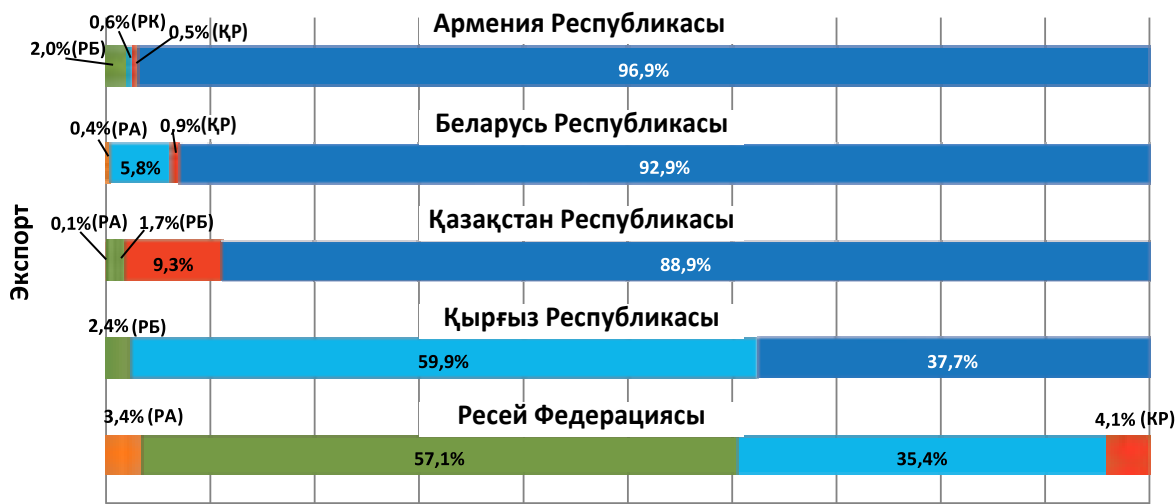 Экспорт
Армения Республикасы
0,6%(РК)
0,5%(ҚР)
2,0%(РБ)
96,9%
Беларусь Республикасы
0,4%(РА)
0,9%(ҚР)
5,8%
92,9%
Қазақстан Республикасы
0,1%(РА)
1,7%(РБ)
9,3%
88,9%
Қырғыз Республикасы
2,4%(РБ)
59,9%
37,7%
Ресей Федерациясы
3,4%(РА)
4,1%(КР)
57,1%
35,4%